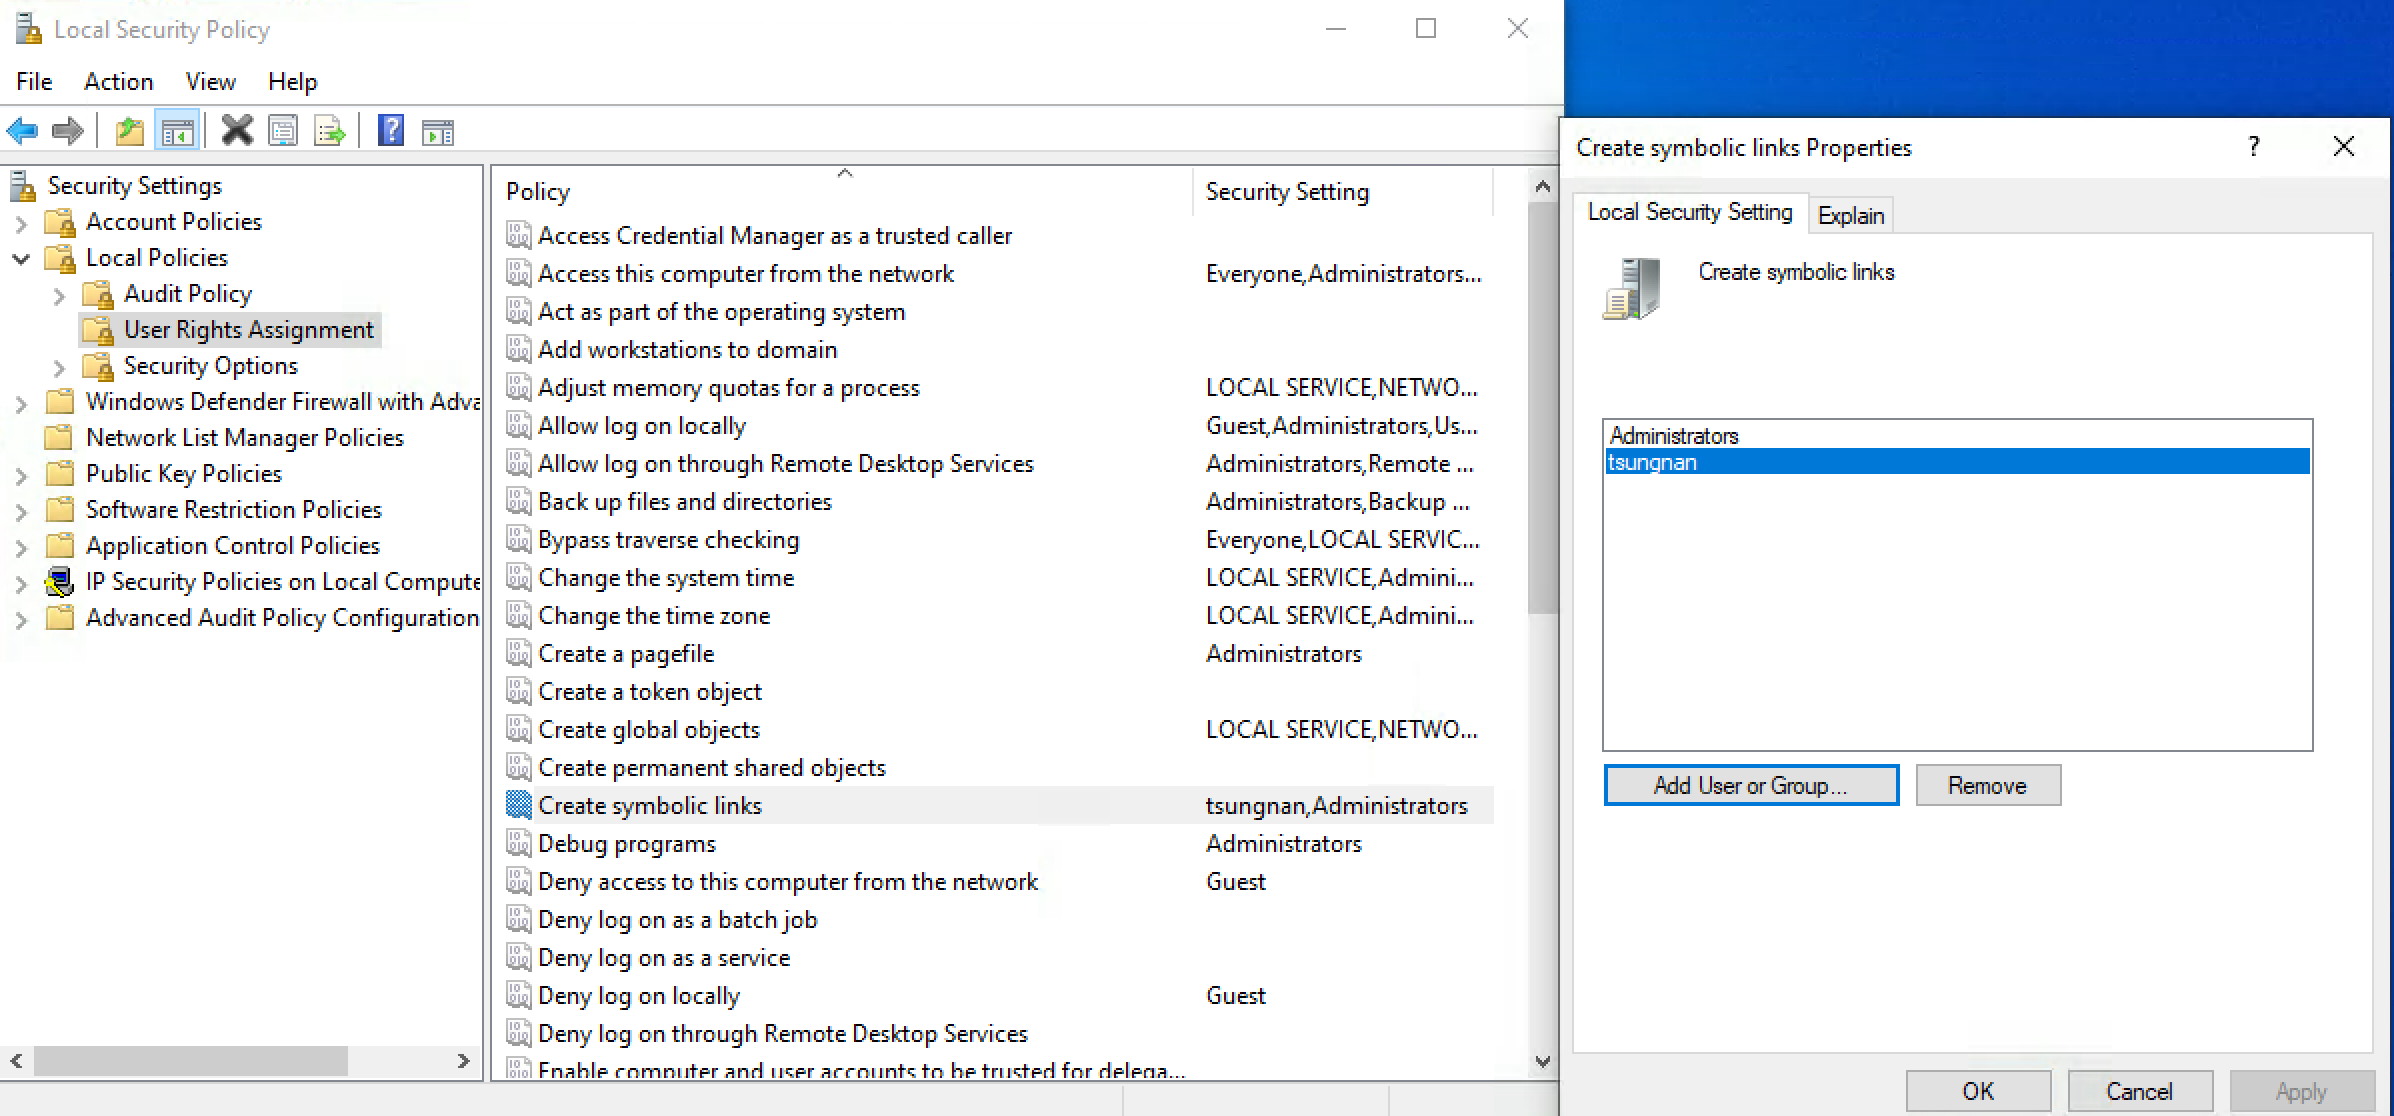 Local Security Policy
File Action View Help
Security Settings
Account Policies
Local Policies
Audit Policy
User Rights Assignment
Security Options
Windows Defender Firewall with Adva
Network List Manager Policies
Public Key Policies
Software Restriction Policies
Application Control Policies
IP Security Policies on Local Compute
Advanced Audit Policy Configuration
Policy Security Setting
Access Credential Manager as a trusted caller
Access this computer from the network Everyone,Administrators...
Act as part of the operating system
Add workstations to domain
Adjust memory quotas for a process LOCAL SERVICE,NETWO...
Allow log on locally Guest,Administrators,Us...
Allow log on through Remote Desktop Services Administrators,Remote ...
Back up files and directories Administrators,Backup ...
Bypass traverse checking Everyone,LOCAL SERVIC...
Change the system time LOCAL SERVICE,Admini...
Change the time zone LOCAL SERVICE,Admini...
Create a pagefile Administrators
Create a token object
Create global objects LOCAL SERVICE,NETWO...
Create permanent shared objects
Create symbolic links tsungnan,Administrators
Debug programs Administrators
Deny access to this computer from the network Guest
Deny log on as a batch job
Deny log on as a service
Deny log on locally Guest
Deny log on through Remote Desktop Services
Enable computer and user accounts to be trusted for delega...
Create symbolic links Properties ?
Local Security Setting Explain
Create symbolic links
Administrators
tsungnan
Add User or Group... Remove
OK Cancel Apply